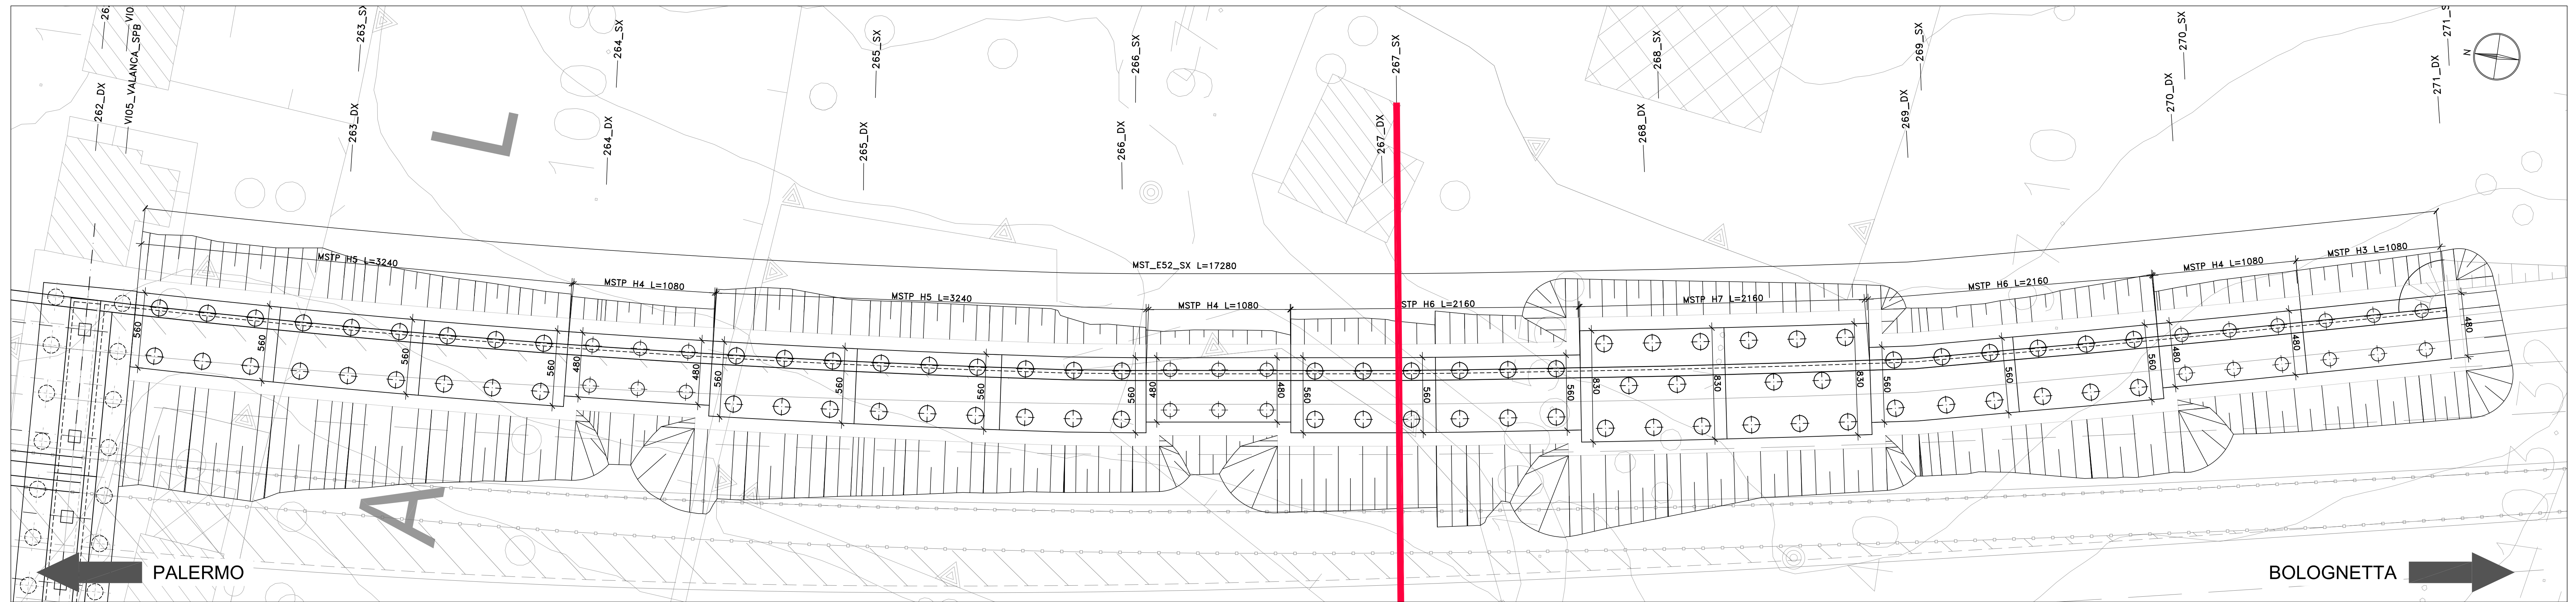 262_DX
VI05_VALANCA_SPB
263_SX
263_DX
264_SX
264_DX
265_SX
265_DX
266_SX
266_DX
267_SX
267_DX
268_SX
268_DX
269_SX
269_DX
270_SX
270_DX
271_DX
N
L
MST_E52_SX L=17280
MSTP H5 L=3240
MSTP H4 L=1080
MSTP H5 L=3240
MSTP H4 L=1080
STP H6 L=2160
MSTP H7 L=2160
MSTP H6 L=2160
MSTP H4 L=1080
MSTP H3 L=1080
560
560
560
560
480
480
560
560
560
560
480
480
560
560
560
830
830
830
560
560
560
480
480
480
A
PALERMO
BOLOGNETTA